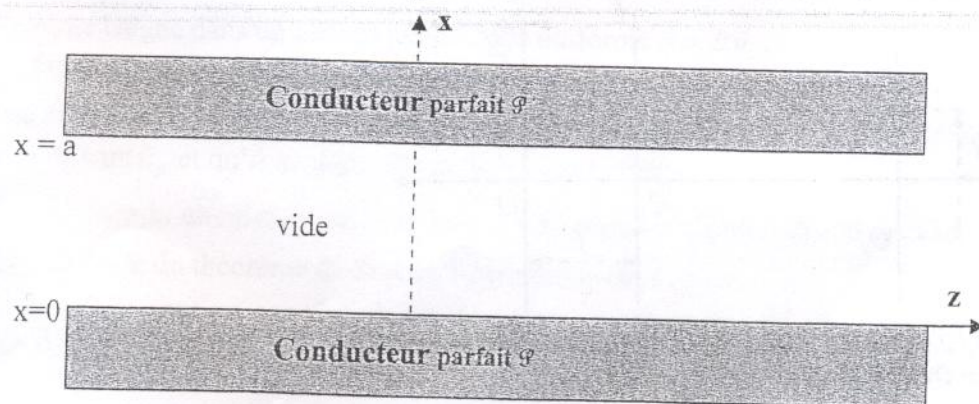 x
Conducteur parfait 𝒫
x = a
vide
x=0
z
Conducteur parfait 𝒫